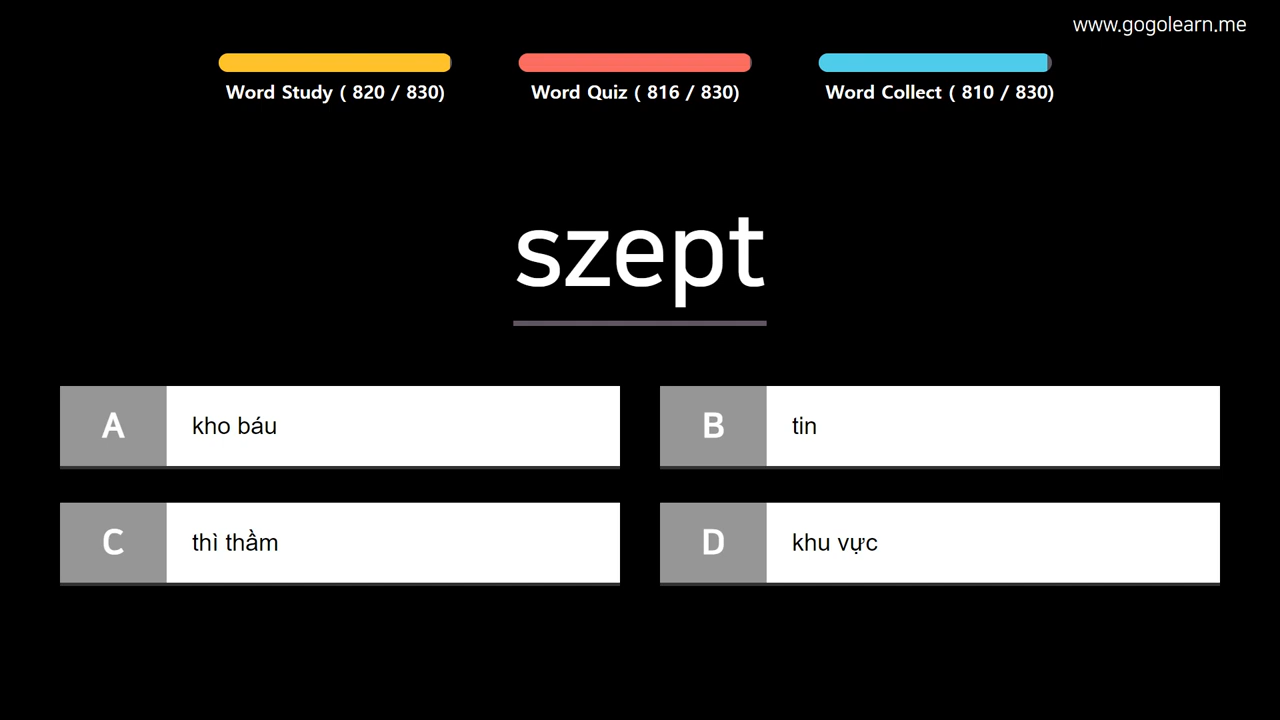 www.gogolearn.me
Word Study ( 820 / 830)
Word Quiz ( 816 / 830)
Word Collect ( 810 / 830)
szept
A kho báu
B tin
C thì thầm
D khu vực